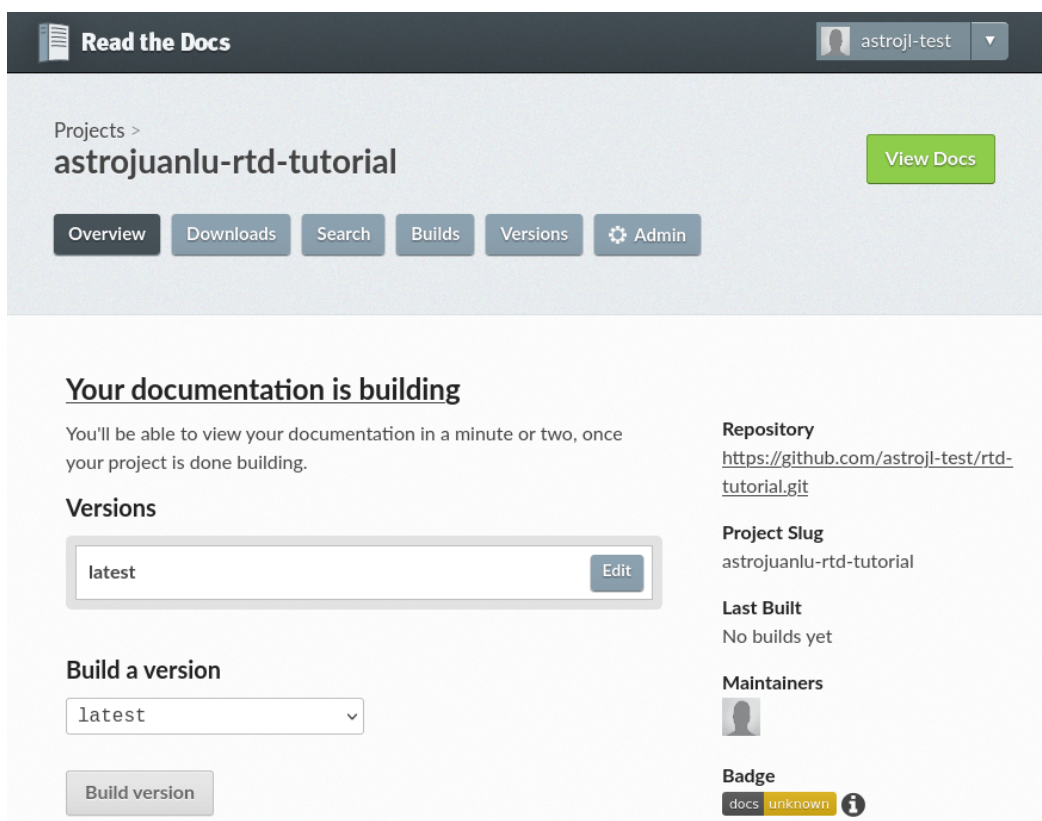 Read the Docs
astrojl-test
Projects >
astrojuanlu-rtd-tutorial
View Docs
Overview
Downloads
Search
Builds
Versions
Admin
Your documentation is building
You'll be able to view your documentation in a minute or two, once
your project is done building.
Versions
latest
Edit
Build a version
latest
Build version
Repository
https://github.com/astrojl-test/rtd-
tutorial.git
Project Slug
astrojuanlu-rtd-tutorial
Last Built
No builds yet
Maintainers
Badge
docs unknown